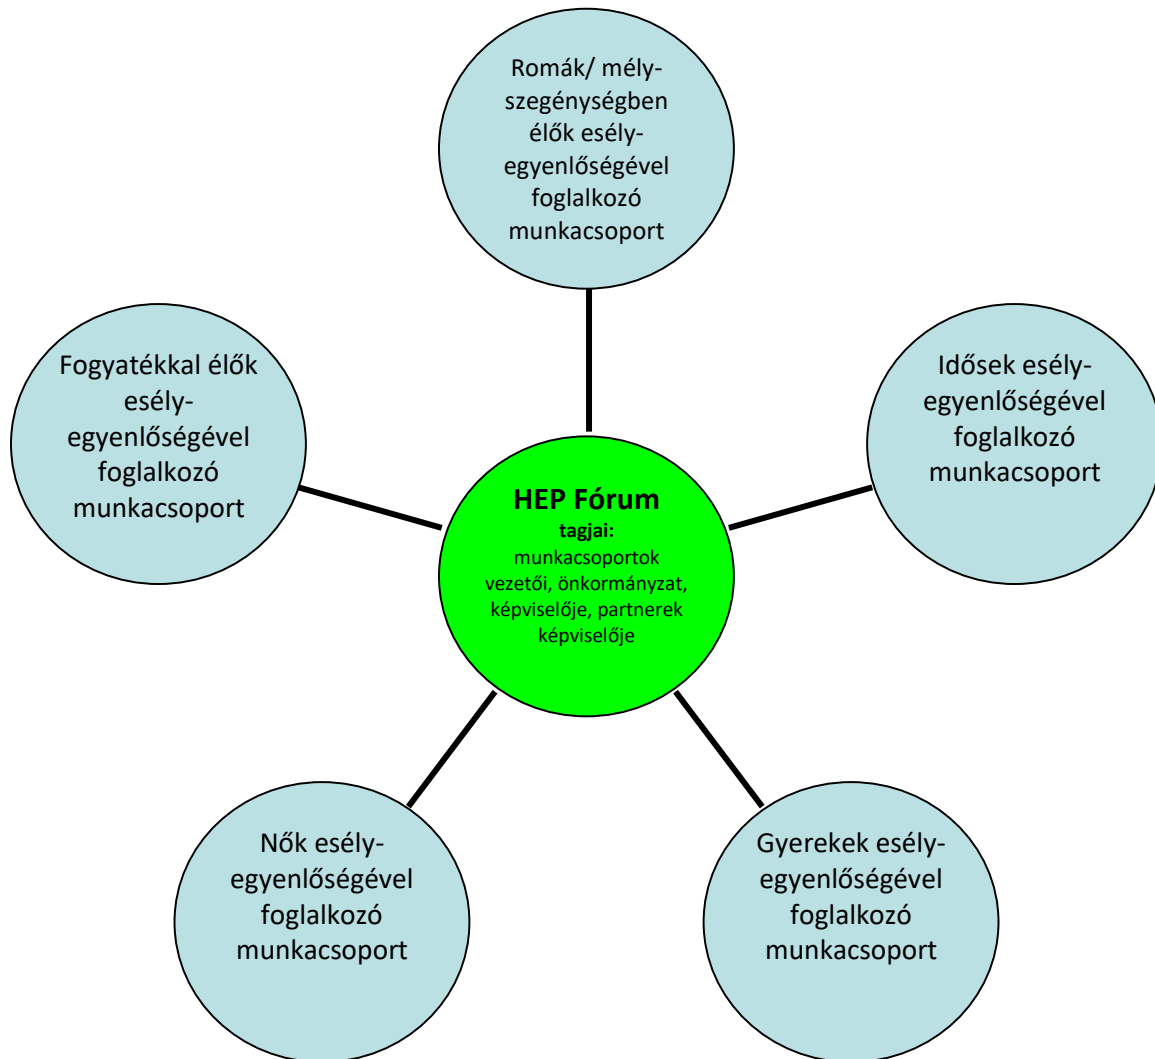 Romák/ mély-
szegénységben
élők esély-
egyenlőségével
foglalkozó
munkacsoport
Fogyatékkal élők
esély-
egyenlőségével
foglalkozó
munkacsoport
Idősek esély-
egyenlőségével
foglalkozó
munkacsoport
HEP Fórum
tagjai:
munkacsoportok
vezetői, önkormányzat,
képviselője, partnerek
képviselője
Nők esély-
egyenlőségével
foglalkozó
munkacsoport
Gyerekek esély-
egyenlőségével
foglalkozó
munkacsoport